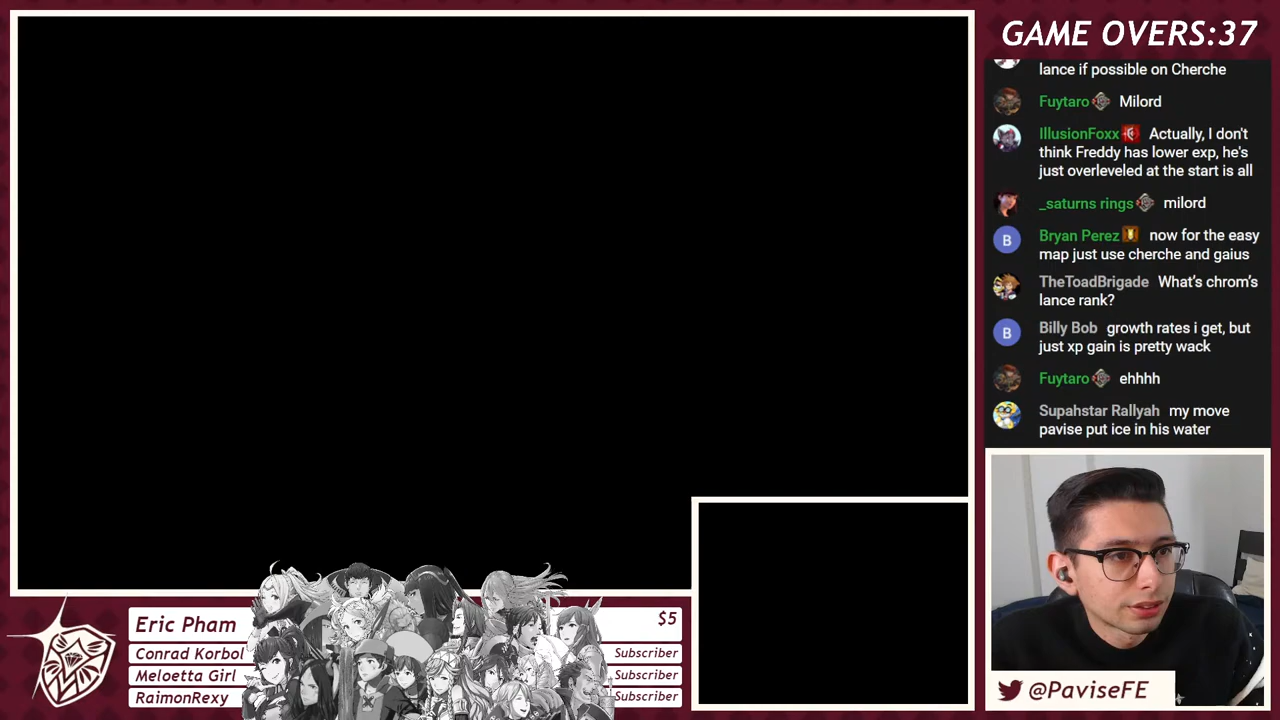 GAME OVERS:37
lance if possible on Cherche
Fuytaro Milord
IllusionFoxx Actually, I don't
think Freddy has lower exp, he's
just overleveled at the start is all
_saturns rings milord
Bryan Perez now for the easy
map just use cherche and gaius
TheToadBrigade What's chrom's
lance rank?
Billy Bob growth rates i get, but
just xp gain is pretty wack
Fuytaro ehhhh
Supahstar Rallyah my move
pavise put ice in his water
B
B
Eric Pham $5
Conrad Korbol Subscriber
Meloetta Girl Subscriber
RaimonRexy Subscriber
@PaviseFE